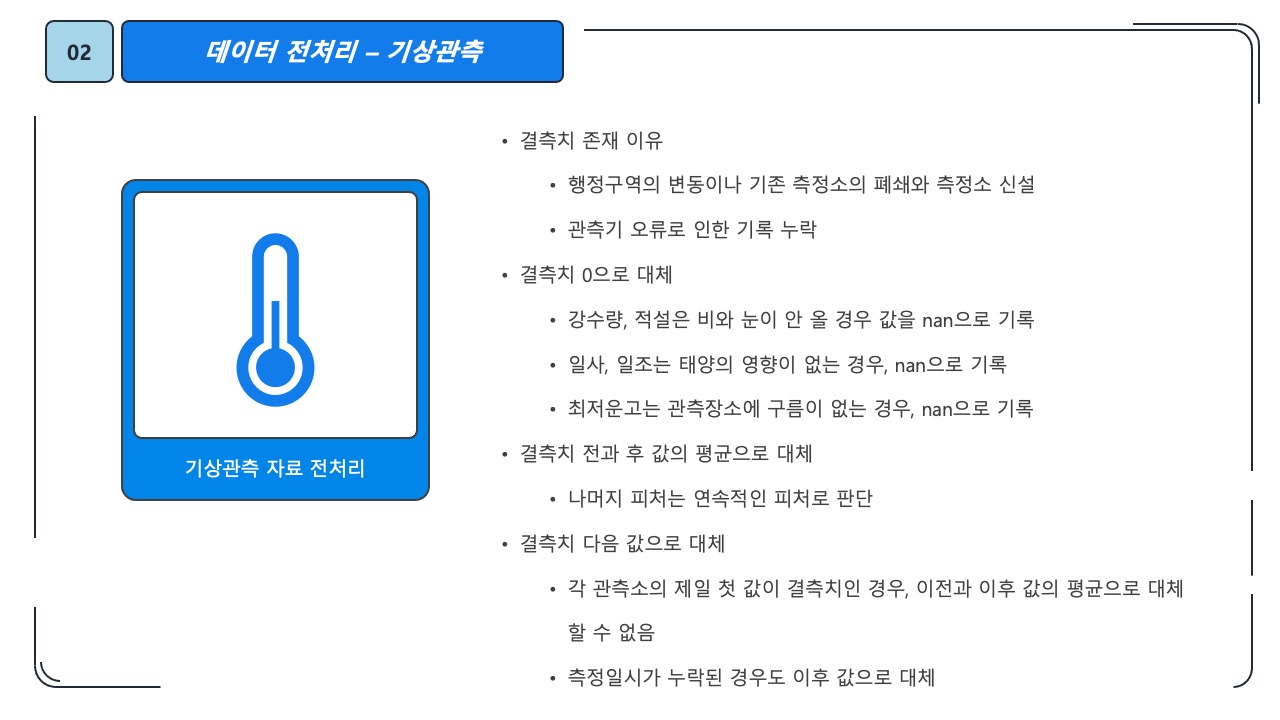 02
데이터 전처리 – 기상관측
기상관측 자료 전처리
• 결측치 존재 이유
• 행정구역의 변동이나 기존 측정소의 폐쇄와 측정소 신설
• 관측기 오류로 인한 기록 누락
• 결측치 0으로 대체
• 강수량, 적설은 비와 눈이 안 올 경우 값을 nan으로 기록
• 일사, 일조는 태양의 영향이 없는 경우, nan으로 기록
• 최저운고는 관측장소에 구름이 없는 경우, nan으로 기록
• 결측치 전과 후 값의 평균으로 대체
• 나머지 피처는 연속적인 피처로 판단
• 결측치 다음 값으로 대체
• 각 관측소의 제일 첫 값이 결측치인 경우, 이전과 이후 값의 평균으로 대체
할 수 없음
• 측정일시가 누락된 경우도 이후 값으로 대체